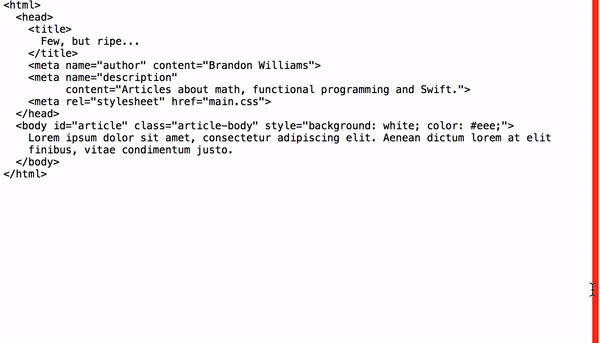 <html>
  <head>
    <title>
      Few, but ripe...
    </title>
    <meta name="author" content="Brandon Williams">
    <meta name="description"
          content="Articles about math, functional programming and Swift.">
    <meta rel="stylesheet" href="main.css">
  </head>
  <body id="article" class="article-body" style="background: white; color: #eee;">
    Lorem ipsum dolor sit amet, consectetur adipiscing elit. Aenean dictum lorem at elit
    finibus, vitae condimentum justo.
  </body>
</html>